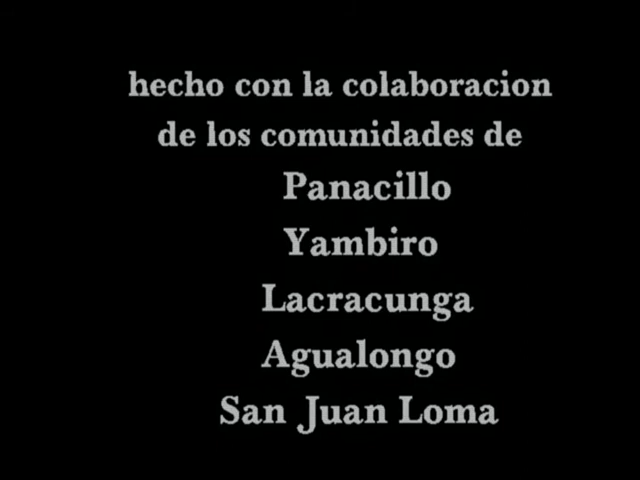 hecho con la colaboracion
de los comunidades de
Panacillo
Yambiro
Lacracunga
Agualongo
San Juan Loma